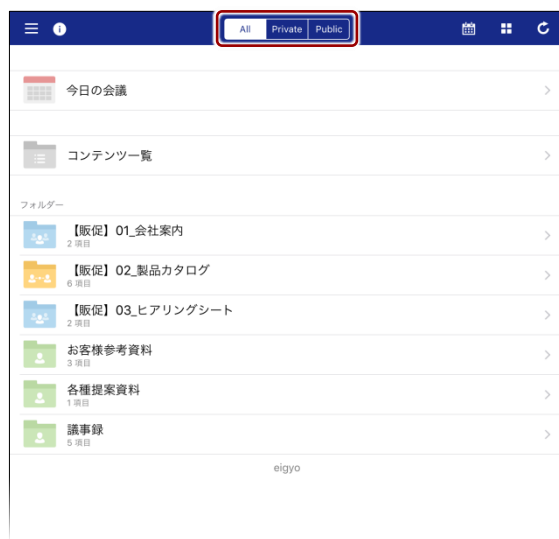 All Private Public
今日の会議
コンテンツ一覧
フォルダー
【販促】01_会社案内
2 項目
【販促】02_製品カタログ
6 項目
【販促】03_ヒアリングシート
2 項目
お客様参考資料
3 項目
各種提案資料
1 項目
議事録
5 項目
eigyo